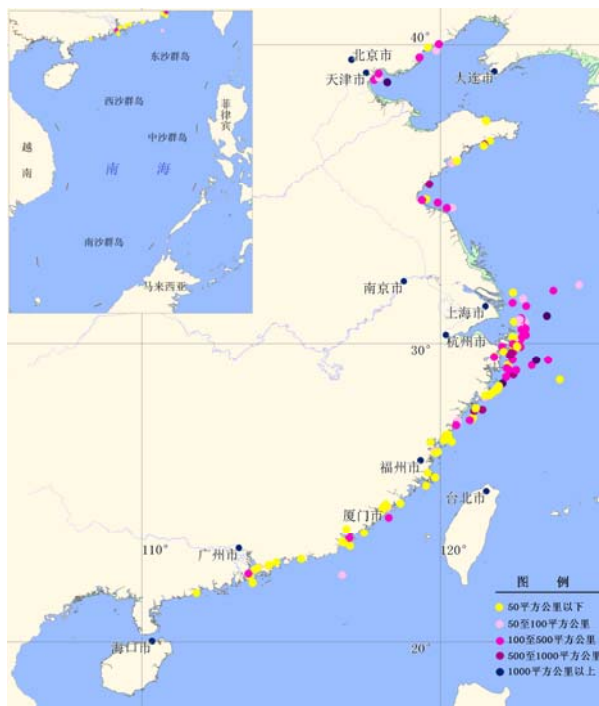 东沙群岛
西沙群岛
中沙群岛
菲律宾
越南
南 海
南沙群岛
马来西亚
40°
北京市
天津市
大连市
南京市
上海市
30°
杭州市
福州市
台北市
厦门市
110°
120°
广州市
20°
海口市
图 例
50平方公里以下
50至100平方公里
100至500平方公里
500至1000平方公里
1000平方公里以上